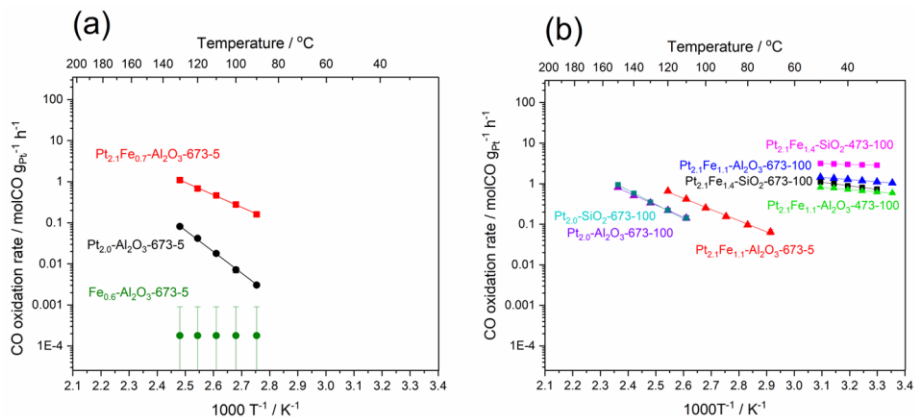 (a)
Temperature / °C
200 180 160 140 120 100 80 60 40
CO oxidation rate / molCO gPt⁻¹ h⁻¹
100
10
1
0.1
0.01
0.001
1E-4
Pt2.1Fe0.7-Al2O3-673-5
Pt2.0-Al2O3-673-5
Fe0.6-Al2O3-673-5
2.1 2.2 2.3 2.4 2.5 2.6 2.7 2.8 2.9 3.0 3.1 3.2 3.3 3.4
1000 T⁻¹ / K⁻¹
(b)
Temperature / °C
200 180 160 140 120 100 80 60 40
CO oxidation rate / molCO gPt⁻¹ h⁻¹
100
10
1
0.1
0.01
0.001
1E-4
Pt2.1Fe1.4-SiO2-473-100
Pt2.1Fe1.1-Al2O3-673-100
Pt2.1Fe1.4-SiO2-673-100
Pt2.1Fe1.1-Al2O3-473-100
Pt2.0-SiO2-673-100
Pt2.0-Al2O3-673-100
Pt2.1Fe1.1-Al2O3-673-5
2.1 2.2 2.3 2.4 2.5 2.6 2.7 2.8 2.9 3.0 3.1 3.2 3.3 3.4
1000T⁻¹ / K⁻¹